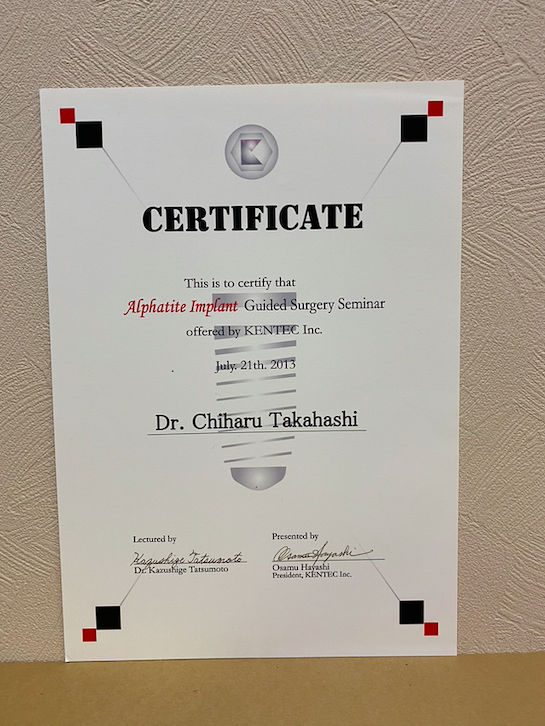 CERTIFICATE
This is to certify that
Alphatite Implant Guided Surgery Seminar
offered by KENTEC Inc.
July. 21th. 2013
Dr. Chiharu Takahashi
Lectured by
Kazushige Tatsumoto
Dr. Kazushige Tatsumoto
Presented by
Osamu Hayashi
Osamu Hayashi
President, KENTEC Inc.